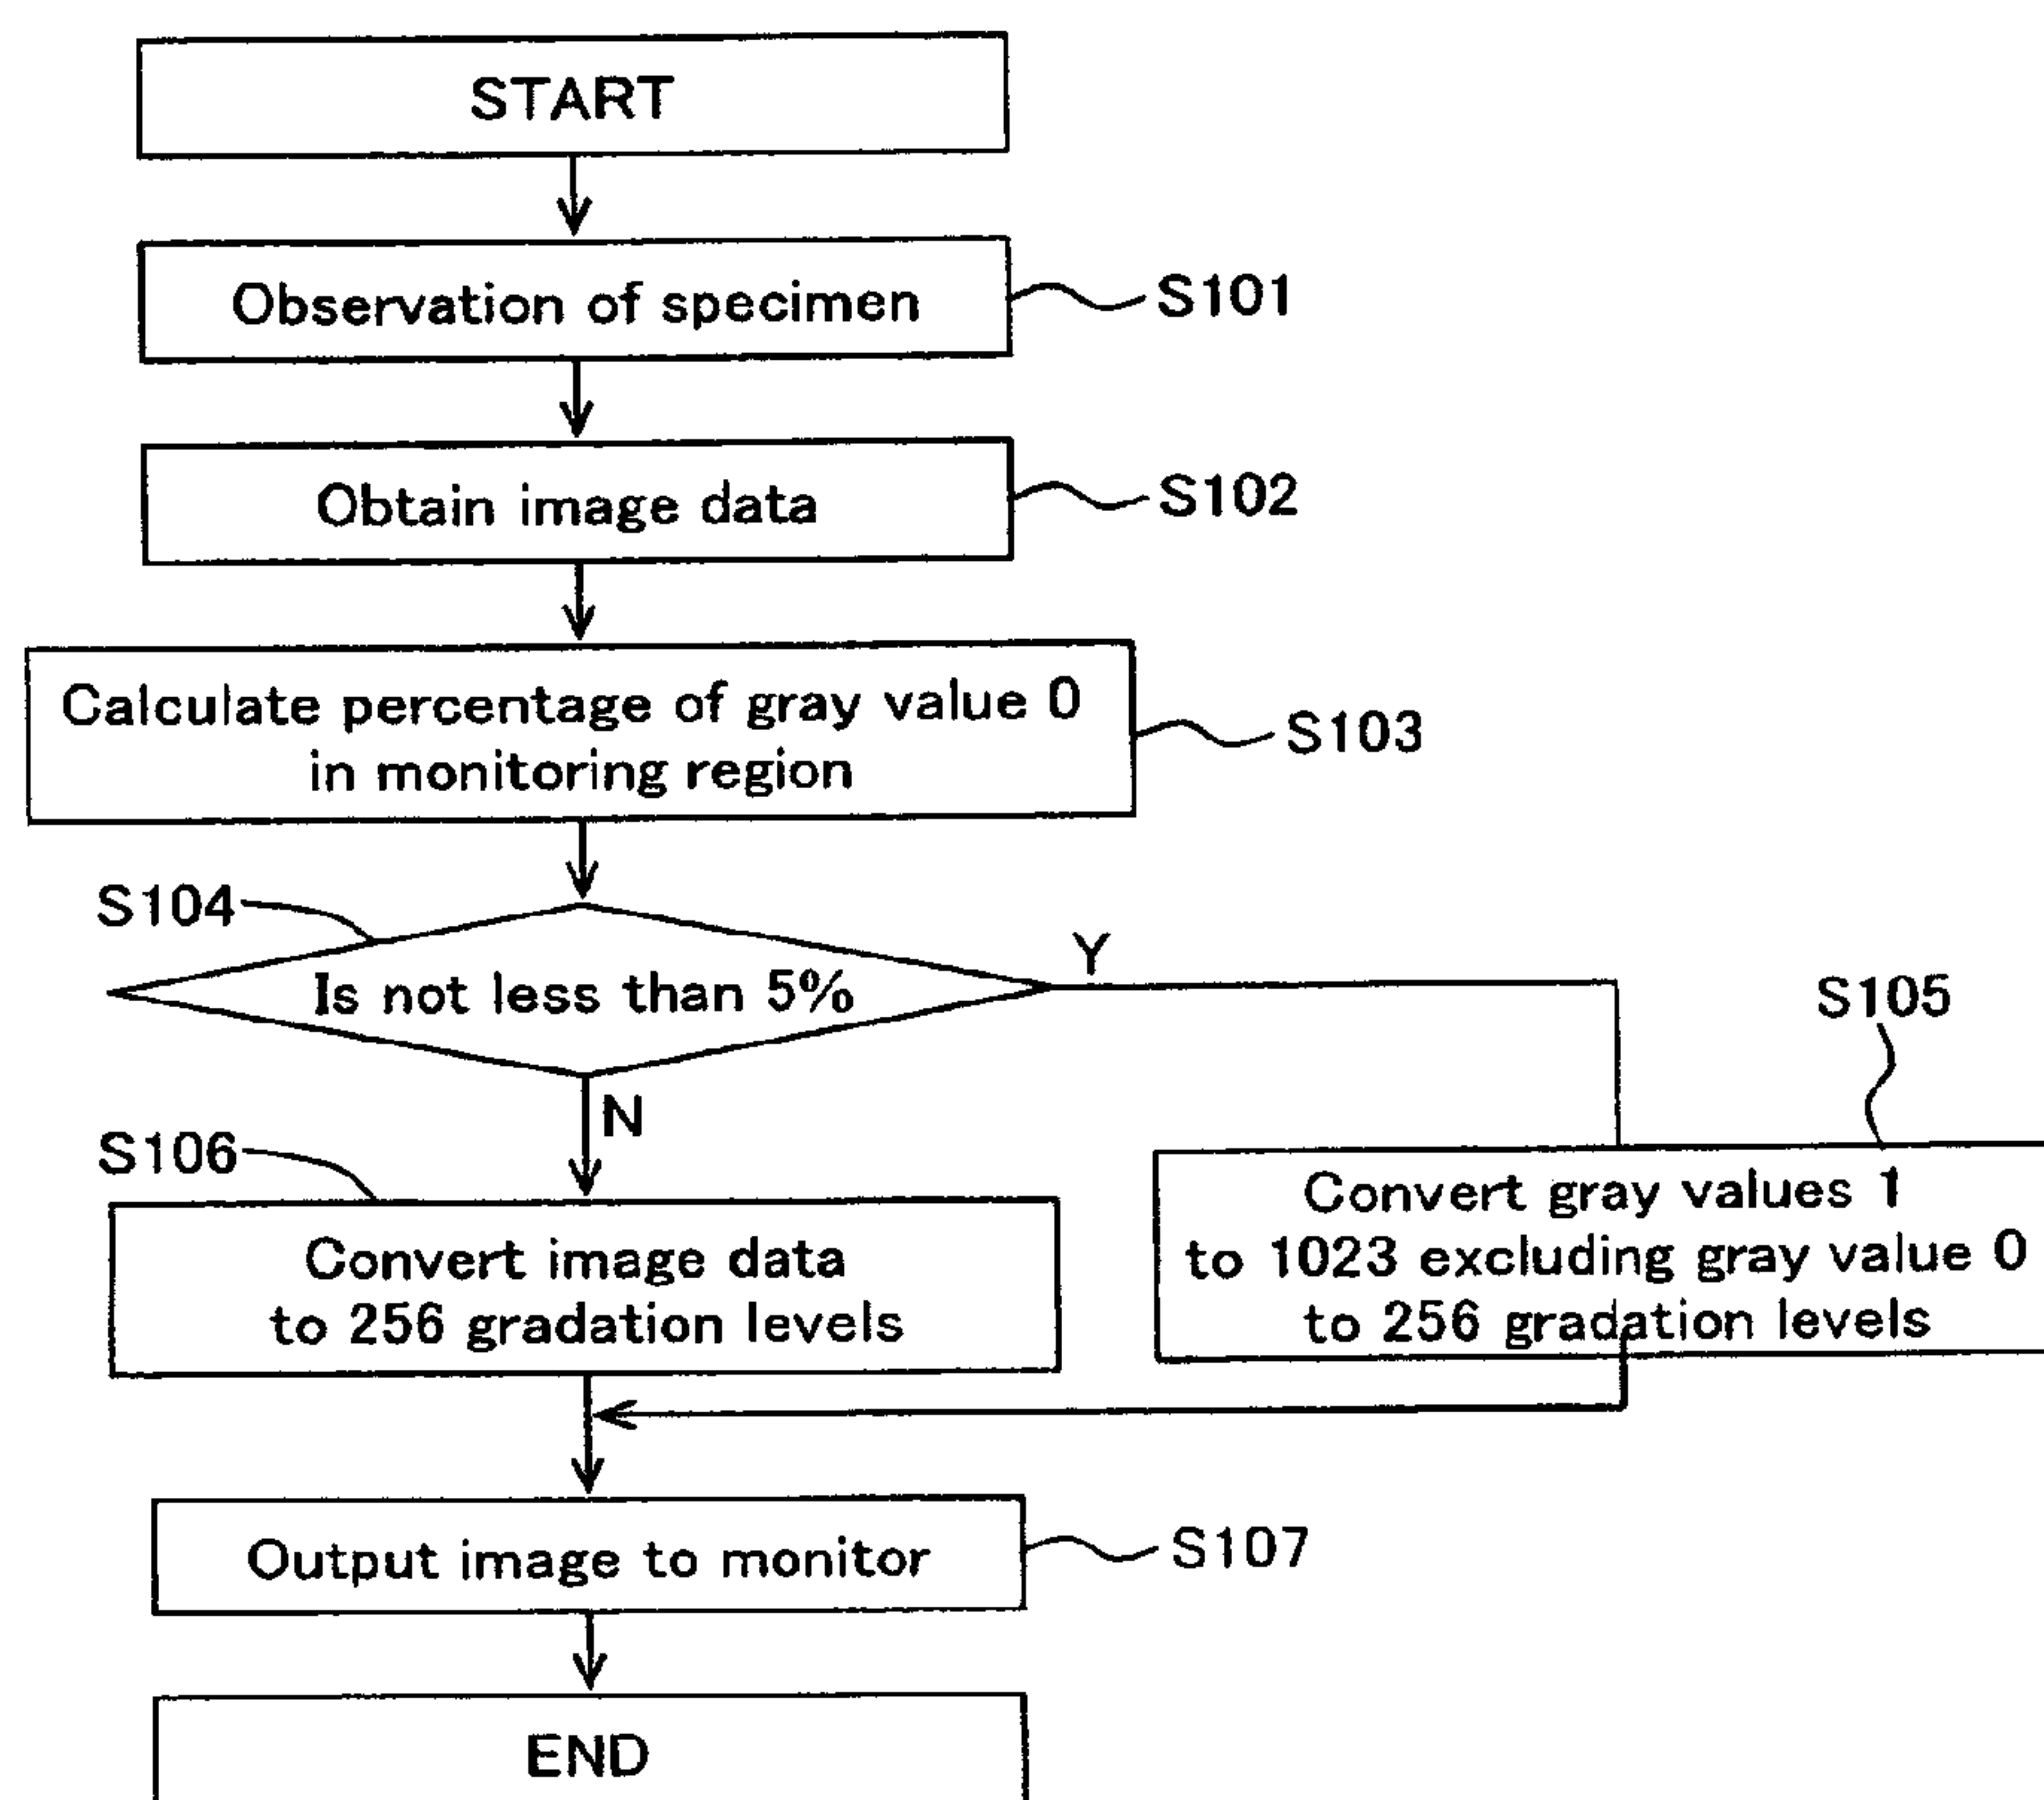 START
Observation of specimen
S101
Obtain image data
S102
Calculate percentage of gray value 0
in monitoring region
S103
S104
Is not less than 5%
Y
N
S105
Convert gray values 1
to 1023 excluding gray value 0
to 256 gradation levels
S106
Convert image data
to 256 gradation levels
Output image to monitor
S107
END